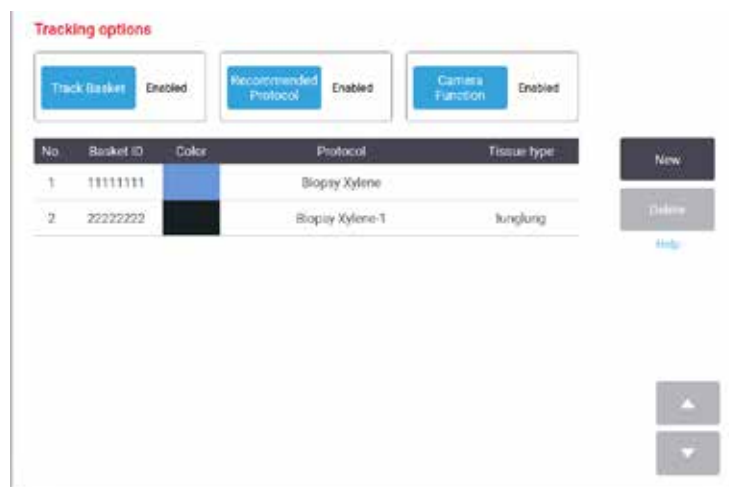 Tracking options
Track Basket Enabled
Recommended Protocol Enabled
Camera Function Enabled
No. Basket ID Color Protocol Tissue type
1 11111111 Biopsy Xylene
2 22222222 Biopsy Xylene-1 lunglung
New
Delete
Help